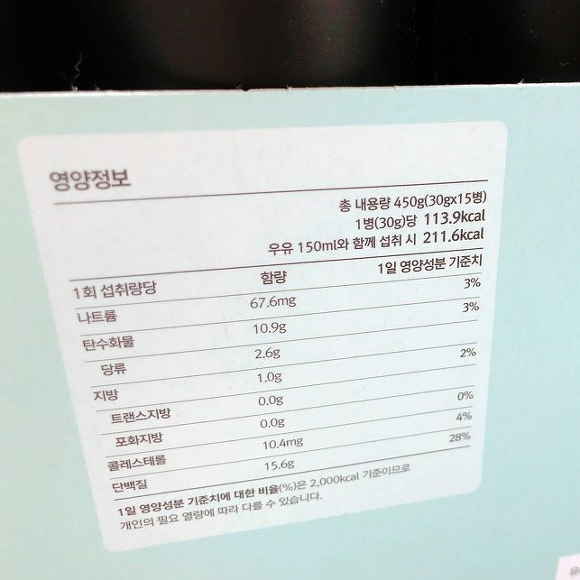 영양정보
총 내용량 450g(30gx15병)
1병(30g)당 113.9kcal
우유 150ml와 함께 섭취 시 211.6kcal
1회 섭취량당 함량 1일 영양성분 기준치
나트륨 67.6mg 3%
탄수화물 10.9g 3%
당류 2.6g
지방 1.0g 2%
트랜스지방 0.0g
포화지방 0.0g 0%
콜레스테롤 10.4mg 4%
단백질 15.6g 28%
1일 영양성분 기준치에 대한 비율(%)은 2,000kcal 기준이므로
개인의 필요 열량에 따라 다를 수 있습니다.